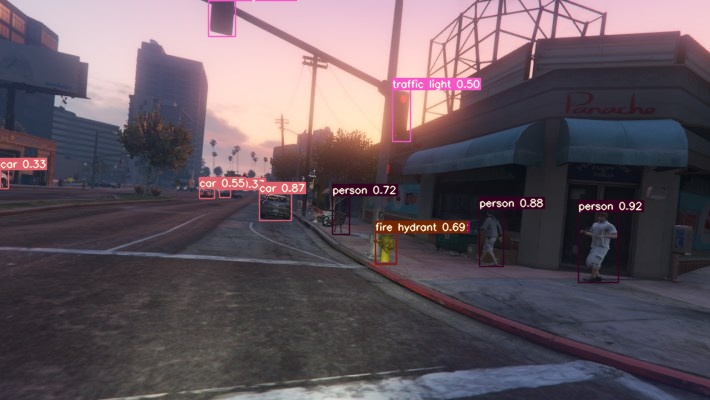 traffic light 0.50
Panache
car 0.33
car 0.55
car 0.87
person 0.72
person 0.88
person 0.92
fire hydrant 0.69